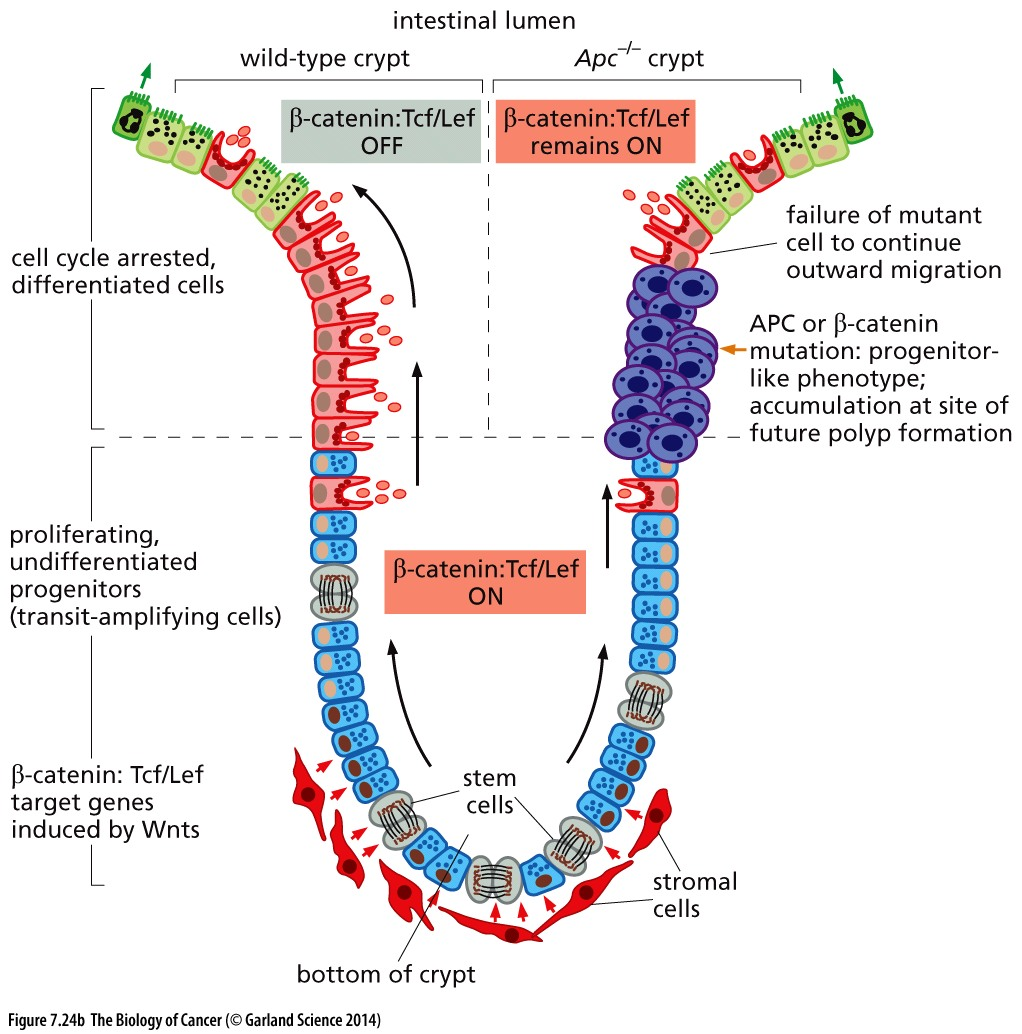 intestinal lumen
wild-type crypt
Apc–/– crypt
β-catenin:Tcf/Lef
OFF
β-catenin:Tcf/Lef
remains ON
cell cycle arrested,
differentiated cells
failure of mutant
cell to continue
outward migration
APC or β-catenin
mutation: progenitor-
like phenotype;
accumulation at site of
future polyp formation
proliferating,
undifferentiated
progenitors
(transit-amplifying cells)
β-catenin:Tcf/Lef
ON
β-catenin: Tcf/Lef
target genes
induced by Wnts
stem
cells
stromal
cells
bottom of crypt
Figure 7.24b The Biology of Cancer (© Garland Science 2014)